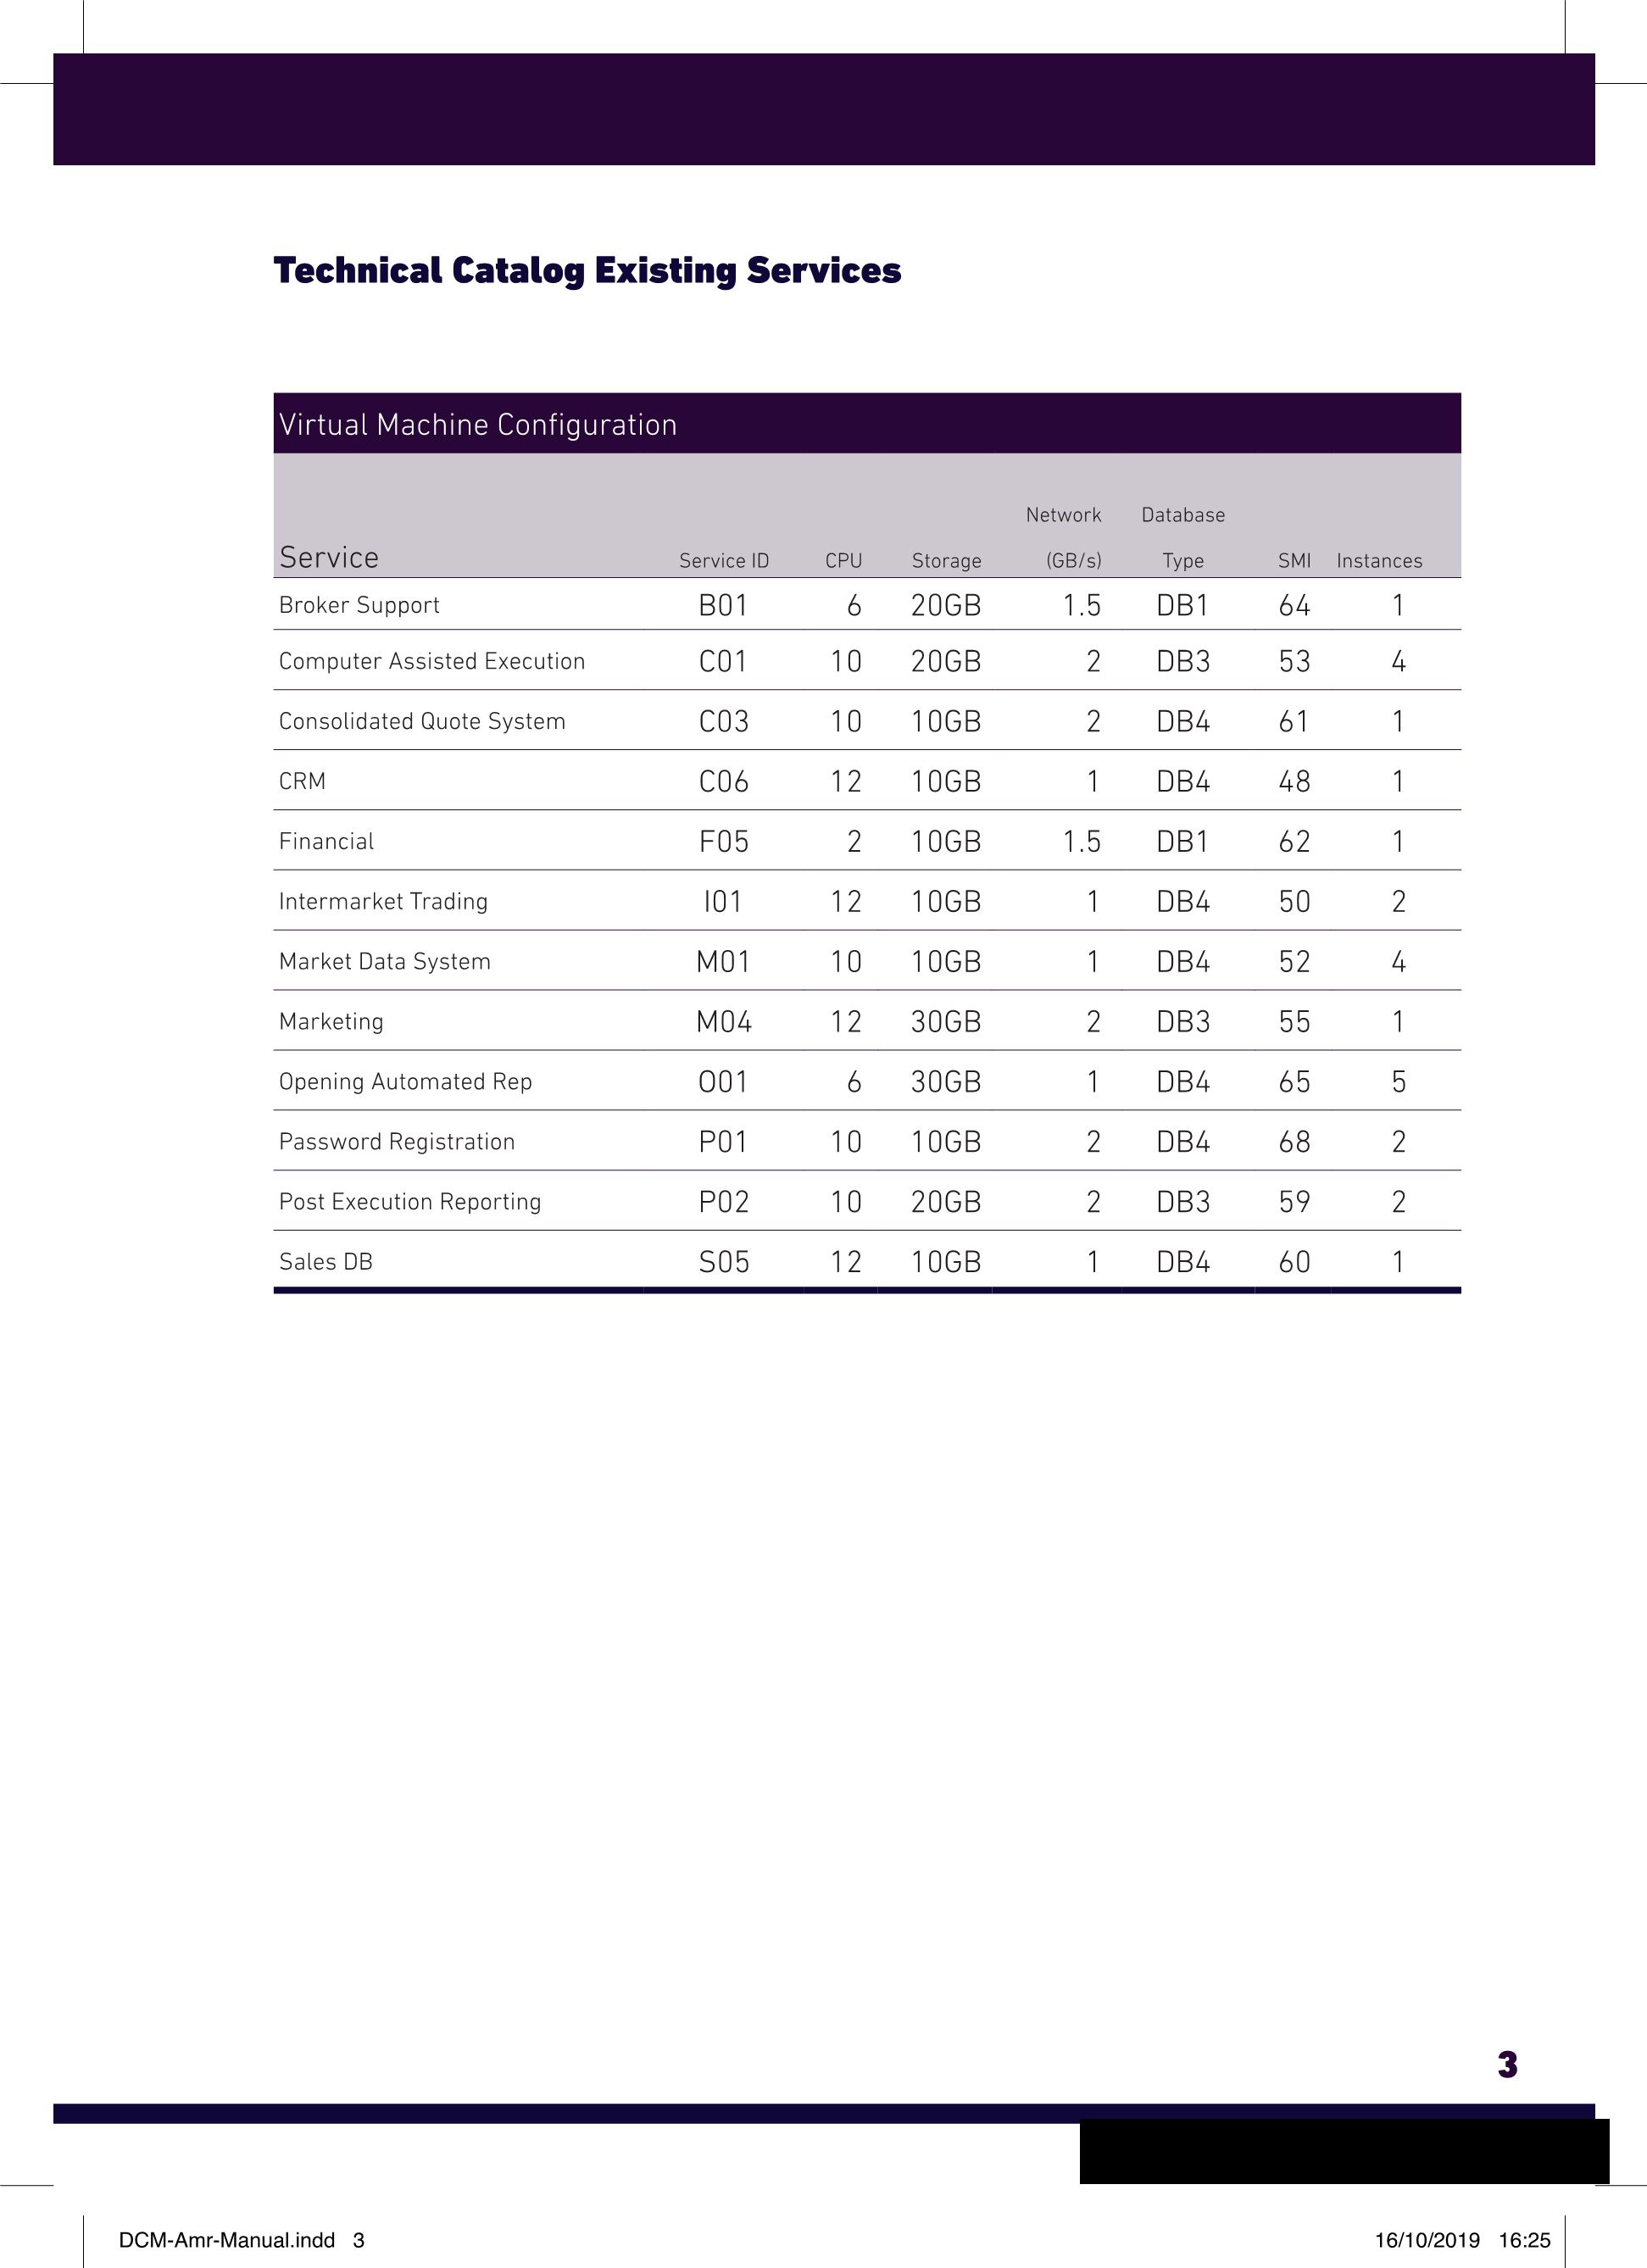 Technical Catalog Existing Services
Virtual Machine Configuration
Service Service ID CPU Storage Network (GB/s) Database Type SMI Instances
Broker Support B01 6 20GB 1.5 DB1 64 1
Computer Assisted Execution C01 10 20GB 2 DB3 53 4
Consolidated Quote System C03 10 10GB 2 DB4 61 1
CRM C06 12 10GB 1 DB4 48 1
Financial F05 2 10GB 1.5 DB1 62 1
Intermarket Trading I01 12 10GB 1 DB4 50 2
Market Data System M01 10 10GB 1 DB4 52 4
Marketing M04 12 30GB 2 DB3 55 1
Opening Automated Rep O01 6 30GB 1 DB4 65 5
Password Registration P01 10 10GB 2 DB4 68 2
Post Execution Reporting P02 10 20GB 2 DB3 59 2
Sales DB S05 12 10GB 1 DB4 60 1
3
DCM-Amr-Manual.indd 3 16/10/2019 16:25